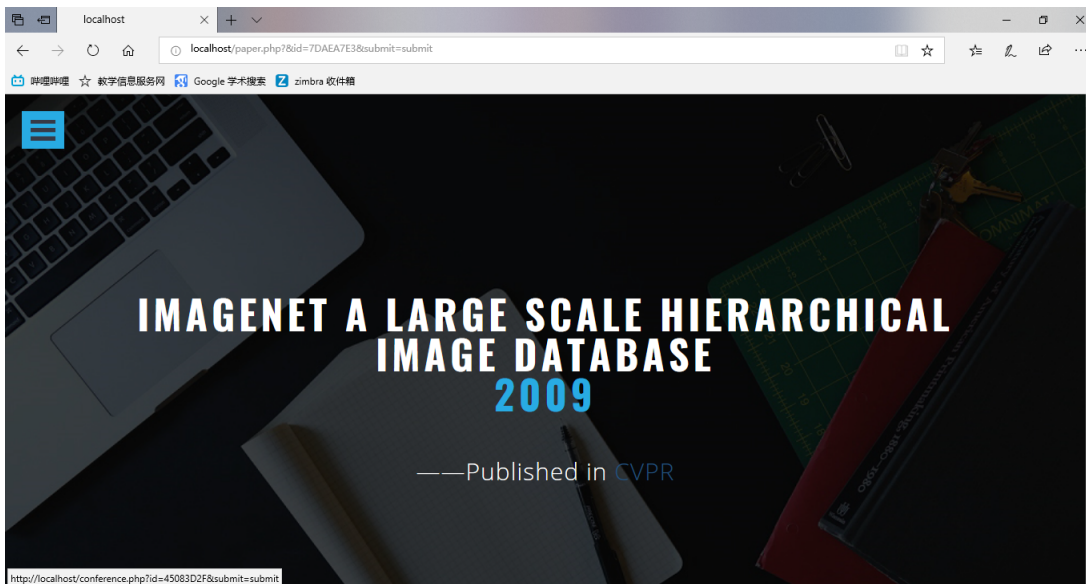 localhost
localhost/paper.php?&id=7DAEA7E3&submit=submit
哔哩哔哩 教学信息服务网 Google 学术搜索 Z zimbra 收件箱
IMAGENET A LARGE SCALE HIERARCHICAL
IMAGE DATABASE
2009
——Published in CVPR
http://localhost/conference.php?id=45083D2F&submit=submit